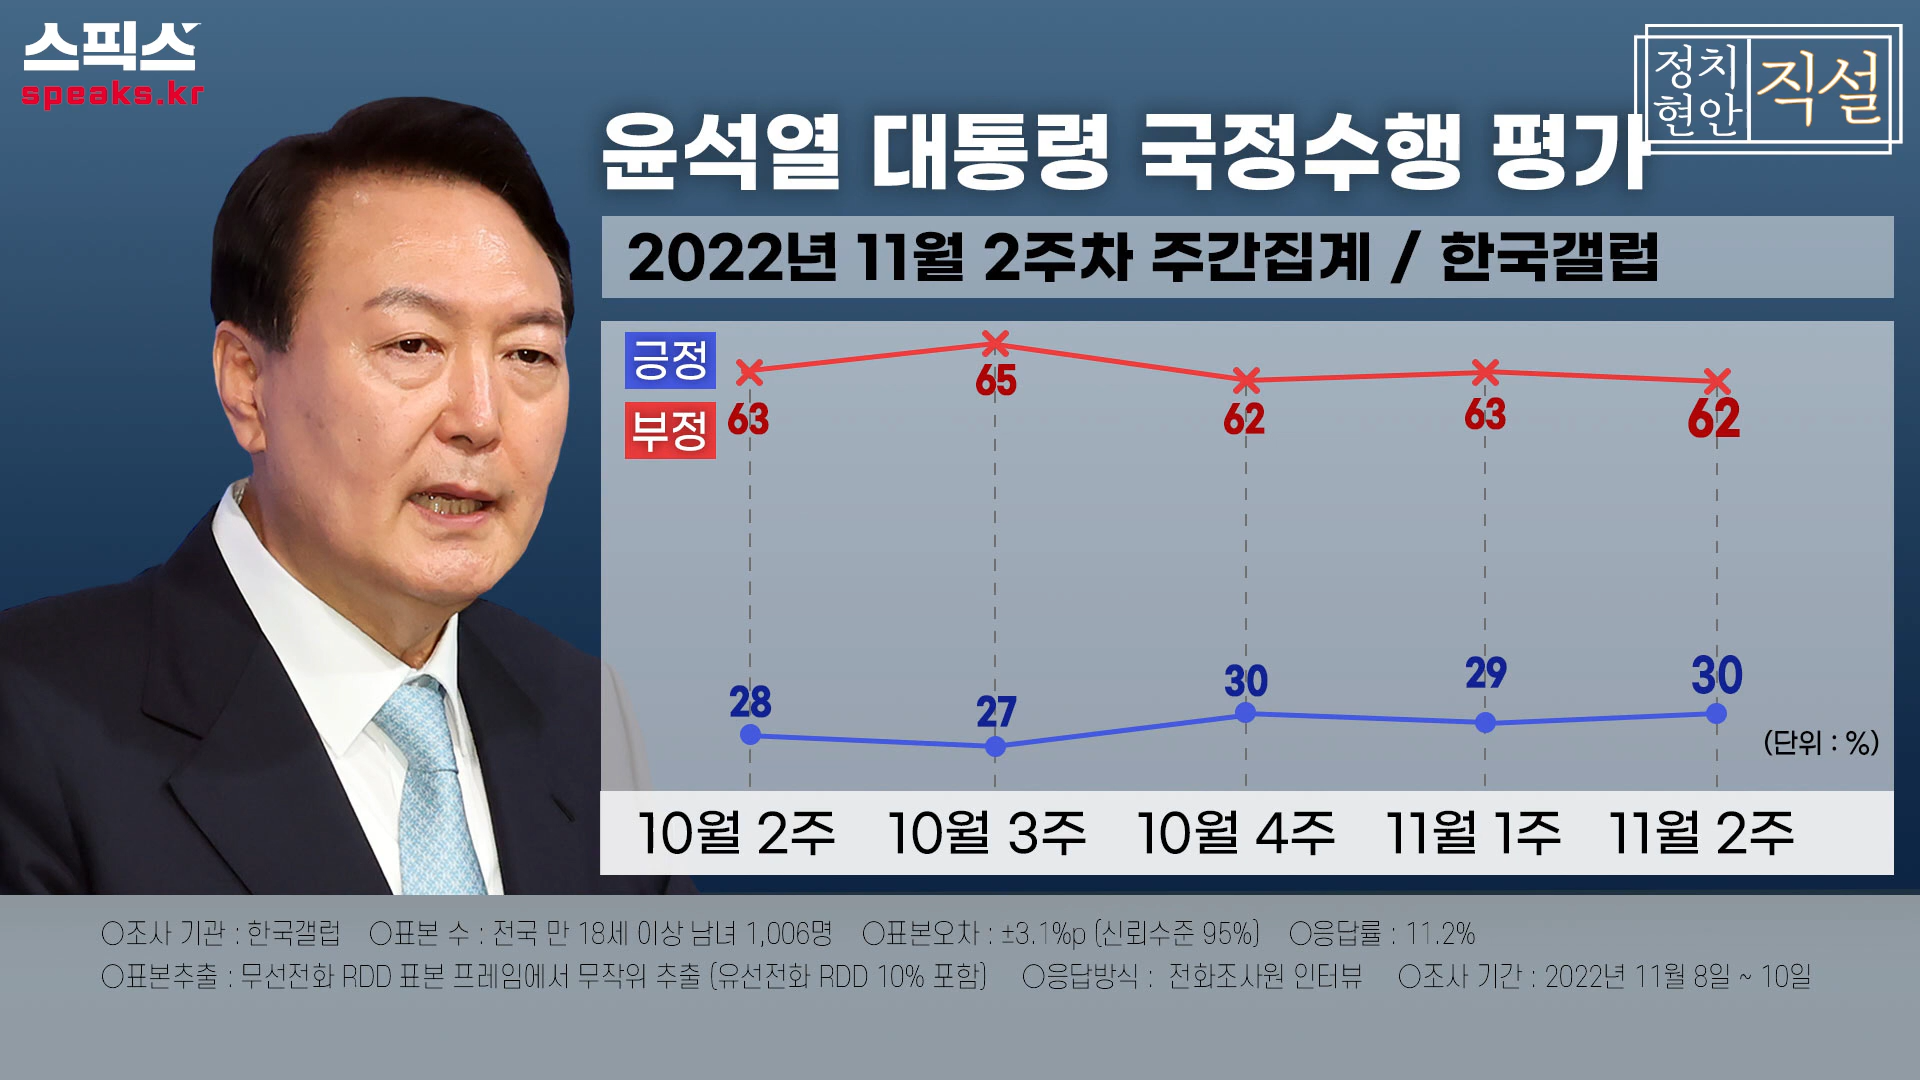 스픽스
speaks.kr
정치
현안
직설
윤석열 대통령 국정수행 평가
2022년 11월 2주차 주간집계 / 한국갤럽
긍정
부정
63 65 62 63 62
28 27 30 29 30
(단위 : %)
10월 2주 10월 3주 10월 4주 11월 1주 11월 2주
○조사 기관 : 한국갤럽 ○표본 수 : 전국 만 18세 이상 남녀 1,006명 ○표본오차 : ±3.1%p (신뢰수준 95%) ○응답률 : 11.2%
○표본추출 : 무선전화 RDD 표본 프레임에서 무작위 추출 (유선전화 RDD 10% 포함) ○응답방식 : 전화조사원 인터뷰 ○조사 기간 : 2022년 11월 8일 ~ 10일